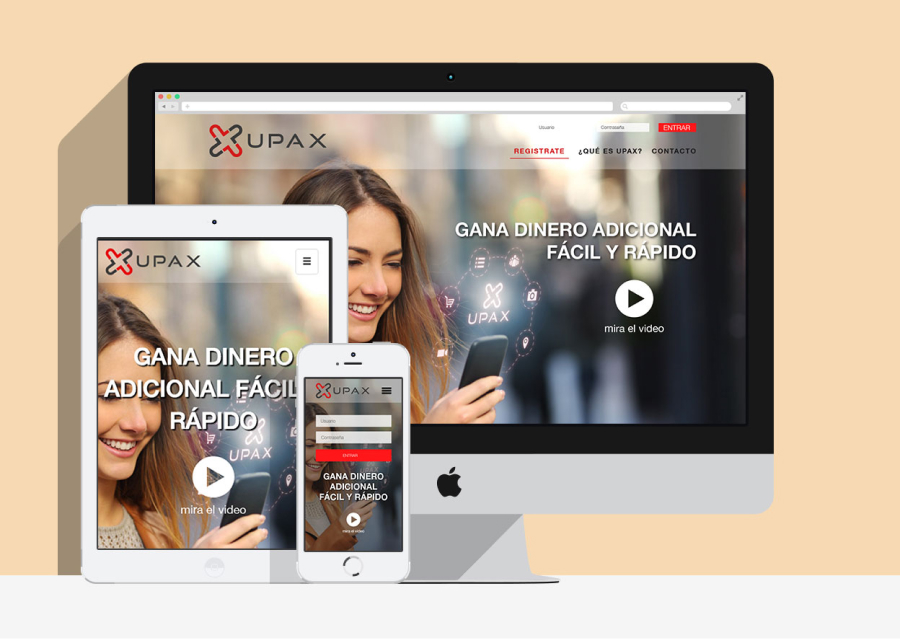 UPAX
Usuario
Contraseña
ENTRAR
REGISTRATE
¿QUÉ ES UPAX?
CONTACTO
GANA DINERO ADICIONAL
FÁCIL Y RÁPIDO
UPAX
mira el video
UPAX
GANA DINERO
ADICIONAL FÁCIL
RÁPIDO
UPAX
mira el video
UPAX
Usuario
Contraseña
ENTRAR
GANA DINERO
ADICIONAL
FÁCIL Y RÁPIDO
mira el video